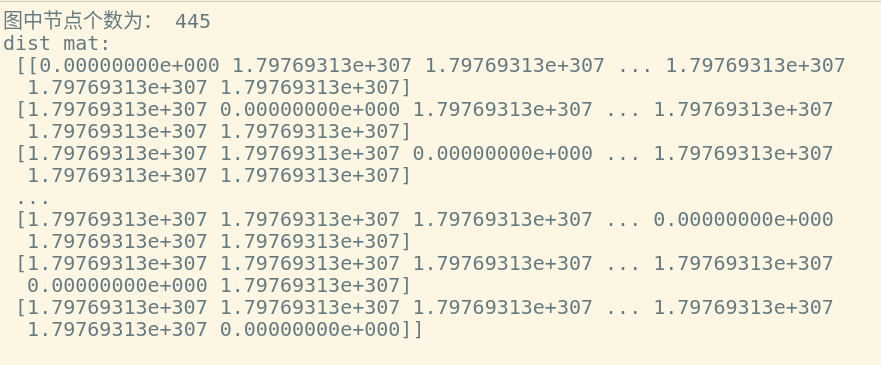 图中节点个数为： 445
dist mat:
[[0.00000000e+000 1.79769313e+307 1.79769313e+307 ... 1.79769313e+307
1.79769313e+307 1.79769313e+307]
[1.79769313e+307 0.00000000e+000 1.79769313e+307 ... 1.79769313e+307
1.79769313e+307 1.79769313e+307]
[1.79769313e+307 1.79769313e+307 0.00000000e+000 ... 1.79769313e+307
1.79769313e+307 1.79769313e+307]
...
[1.79769313e+307 1.79769313e+307 1.79769313e+307 ... 0.00000000e+000
1.79769313e+307 1.79769313e+307]
[1.79769313e+307 1.79769313e+307 1.79769313e+307 ... 1.79769313e+307
0.00000000e+000 1.79769313e+307]
[1.79769313e+307 1.79769313e+307 1.79769313e+307 ... 1.79769313e+307
1.79769313e+307 0.00000000e+000]]